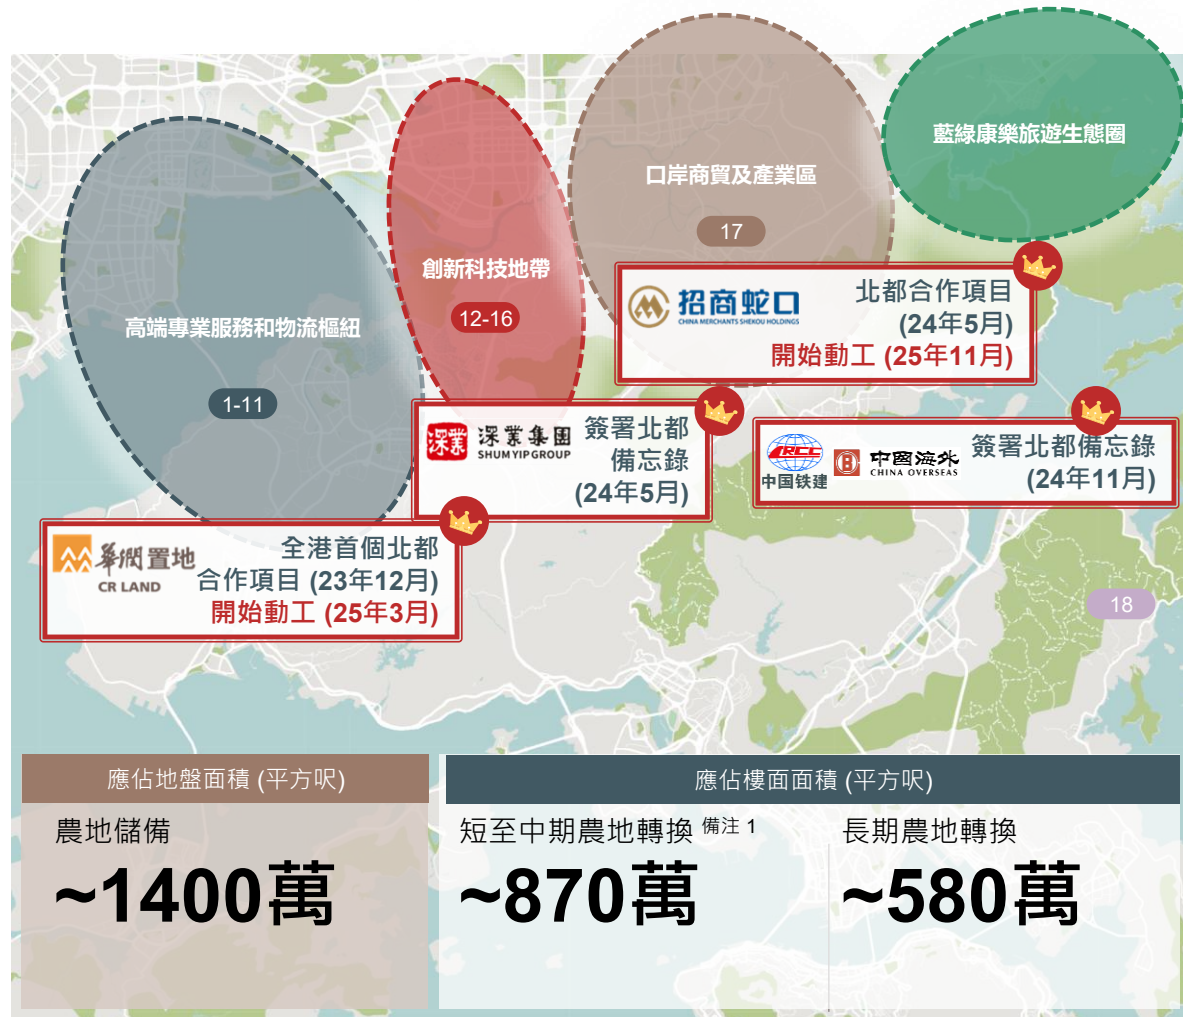 藍綠康樂旅遊生態圈
口岸商貿及產業區
17
創新科技地帶
12-16
高端專業服務和物流樞紐
1-11
招商蛇口
CHINA MERCHANTS SHEKOU HOLDINGS
北都合作項目
(24年5月)
開始動工 (25年11月)
深業
深業集團
SHUM YIP GROUP
簽署北都
備忘錄
(24年5月)
CRCC
中国铁建
中國海外
CHINA OVERSEAS
簽署北都備忘錄
(24年11月)
華潤置地
CR LAND
全港首個北都
合作項目 (23年12月)
開始動工 (25年3月)
18
應佔地盤面積 (平方呎)
農地儲備
~1400萬
應佔樓面面積 (平方呎)
短至中期農地轉換 備注 1
~870萬
長期農地轉換
~580萬